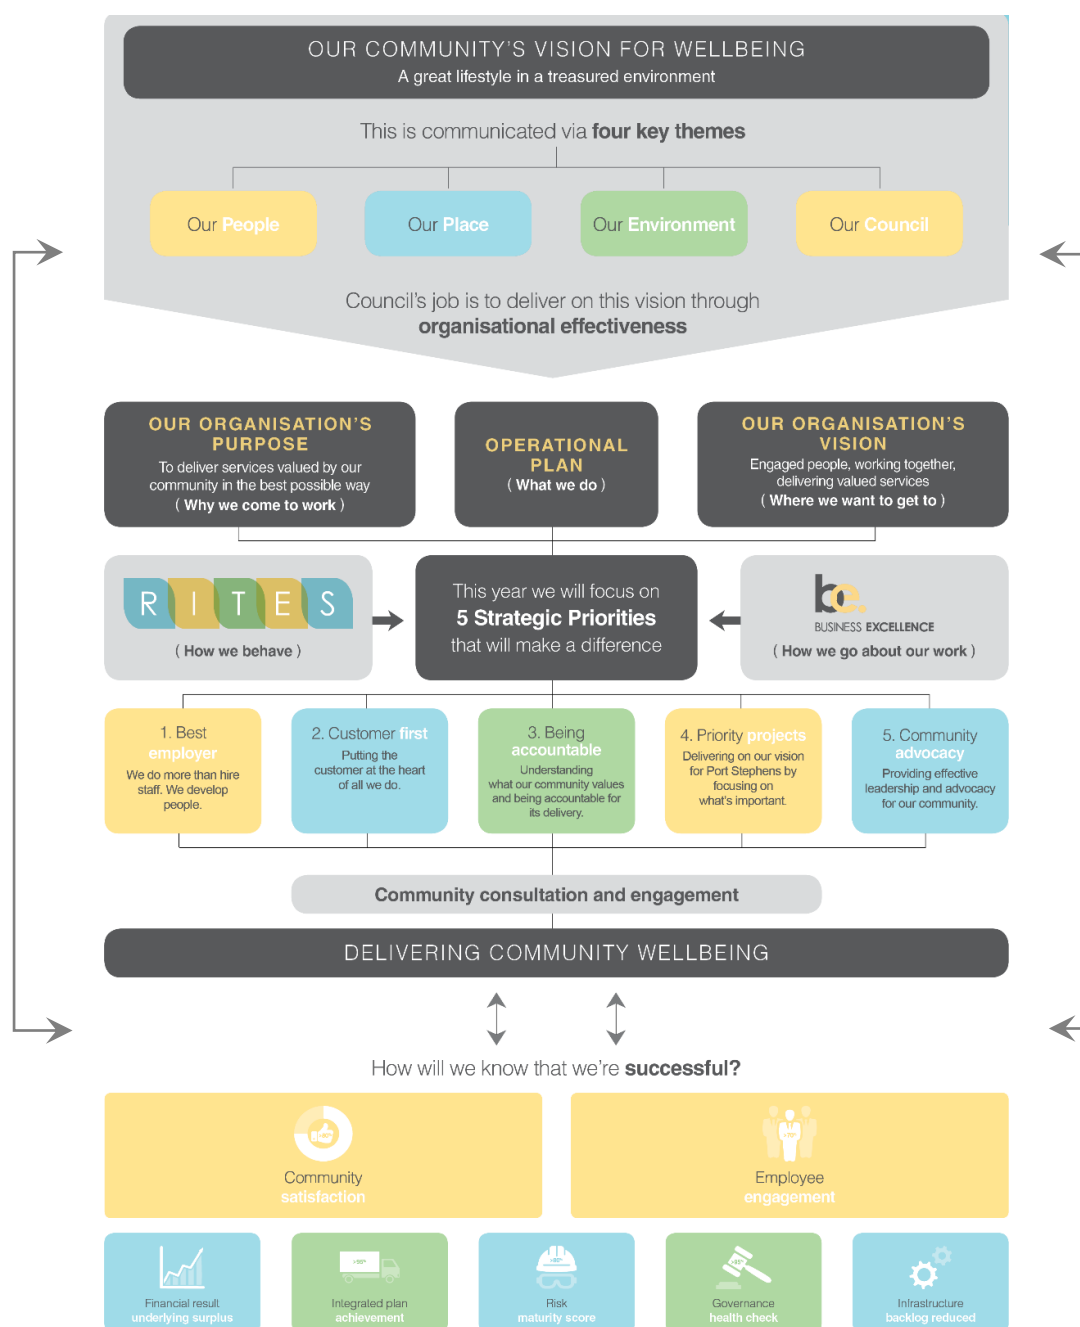 OUR COMMUNITY'S VISION FOR WELLBEING
A great lifestyle in a treasured environment
This is communicated via four key themes
Our People
Our Place
Our Environment
Our Council
Council's job is to deliver on this vision through
organisational effectiveness
OUR ORGANISATION'S
PURPOSE
To deliver services valued by our
community in the best possible way
( Why we come to work )
OPERATIONAL
PLAN
( What we do )
OUR ORGANISATION'S
VISION
Engaged people, working together,
delivering valued services
( Where we want to get to )
RITES
( How we behave )
This year we will focus on
5 Strategic Priorities
that will make a difference
be.
BUSINESS EXCELLENCE
( How we go about our work )
1. Best
employer
We do more than hire
staff. We develop
people.
2. Customer first
Putting the
customer at the heart
of all we do.
3. Being
accountable
Understanding
what our community values
and being accountable for
its delivery.
4. Priority projects
Delivering on our vision
for Port Stephens by
focusing on
what's important.
5. Community
advocacy
Providing effective
leadership and advocacy
for our community.
Community consultation and engagement
DELIVERING COMMUNITY WELLBEING
How will we know that we're successful?
Community
satisfaction
Employee
engagement
Financial result
underlying surplus
Integrated plan
achievement
Risk
maturity score
Governance
health check
Infrastructure
backlog reduced